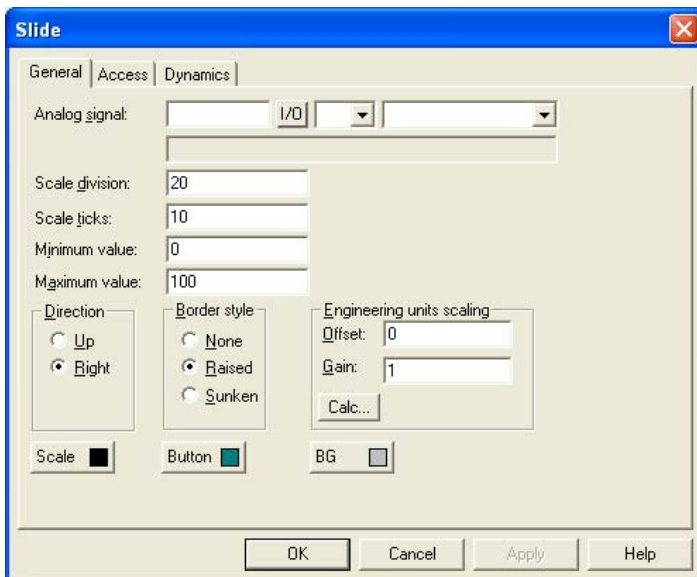 Slide
General Access Dynamics
Analog signal: I/O
Scale division: 20
Scale ticks: 10
Minimum value: 0
Maximum value: 100
Direction
Up
Right
Border style
None
Raised
Sunken
Engineering units scaling
Offset: 0
Gain: 1
Calc...
Scale Button BG
OK Cancel Apply Help